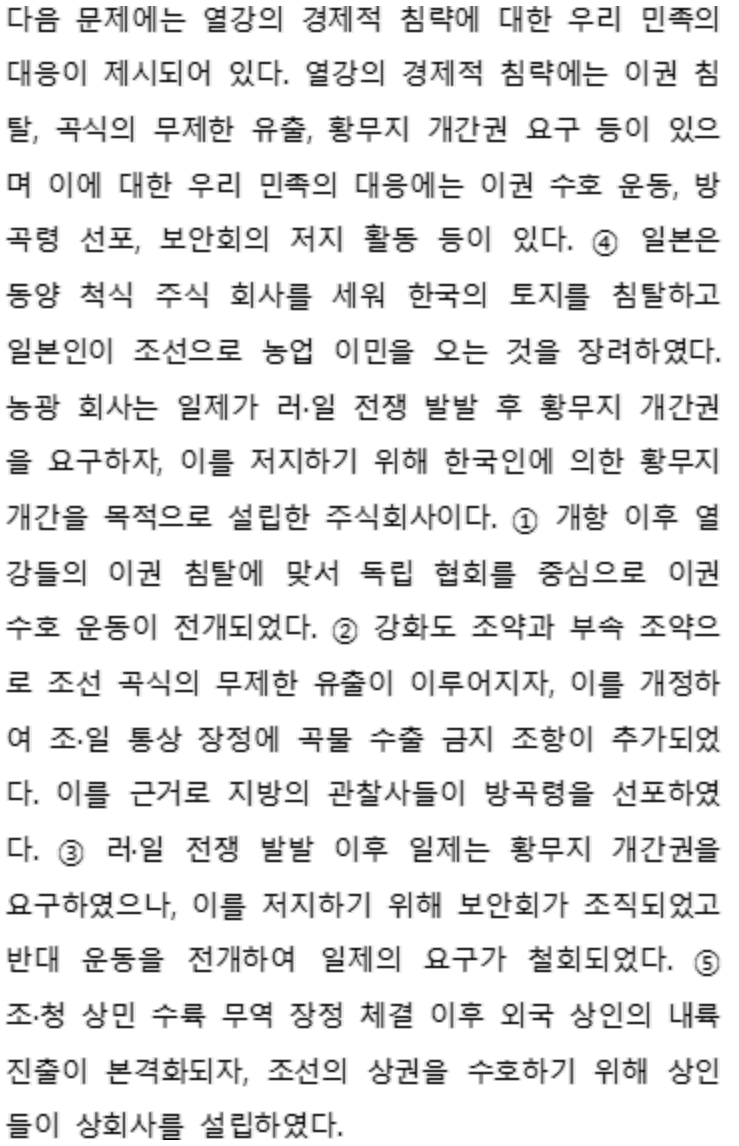 다음 문제에는 열강의 경제적 침략에 대한 우리 민족의
대응이 제시되어 있다. 열강의 경제적 침략에는 이권 침
탈, 곡식의 무제한 유출, 황무지 개간권 요구 등이 있으
며 이에 대한 우리 민족의 대응에는 이권 수호 운동, 방
곡령 선포, 보안회의 저지 활동 등이 있다. ④ 일본은
동양 척식 주식 회사를 세워 한국의 토지를 침탈하고
일본인이 조선으로 농업 이민을 오는 것을 장려하였다.
농광 회사는 일제가 러·일 전쟁 발발 후 황무지 개간권
을 요구하자, 이를 저지하기 위해 한국인에 의한 황무지
개간을 목적으로 설립한 주식회사이다. ① 개항 이후 열
강들의 이권 침탈에 맞서 독립 협회를 중심으로 이권
수호 운동이 전개되었다. ② 강화도 조약과 부속 조약으
로 조선 곡식의 무제한 유출이 이루어지자, 이를 개정하
여 조·일 통상 장정에 곡물 수출 금지 조항이 추가되었
다. 이를 근거로 지방의 관찰사들이 방곡령을 선포하였
다. ③ 러·일 전쟁 발발 이후 일제는 황무지 개간권을
요구하였으나, 이를 저지하기 위해 보안회가 조직되었고
반대 운동을 전개하여 일제의 요구가 철회되었다. ⑤
조·청 상민 수륙 무역 장정 체결 이후 외국 상인의 내륙
진출이 본격화되자, 조선의 상권을 수호하기 위해 상인
들이 상회사를 설립하였다.